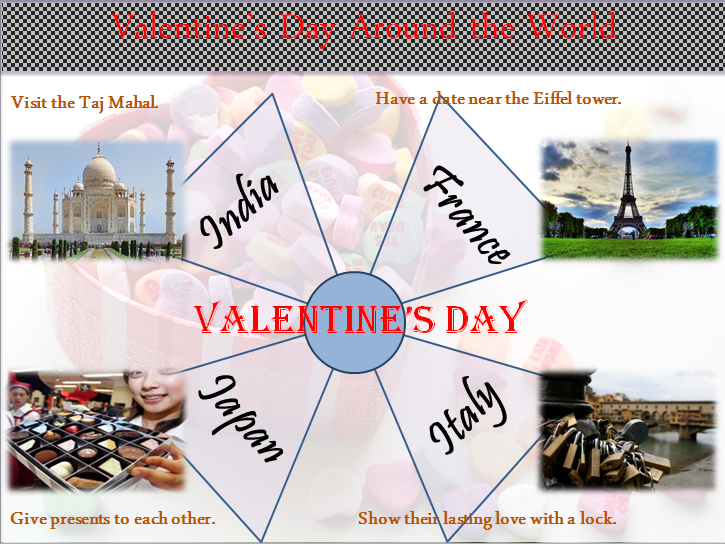 Valentine's Day Around the World
Visit the Taj Mahal.
Have a date near the Eiffel tower.
India
France
VALENTINE'S DAY
Japan
Italy
Give presents to each other.
Show their lasting love with a lock.